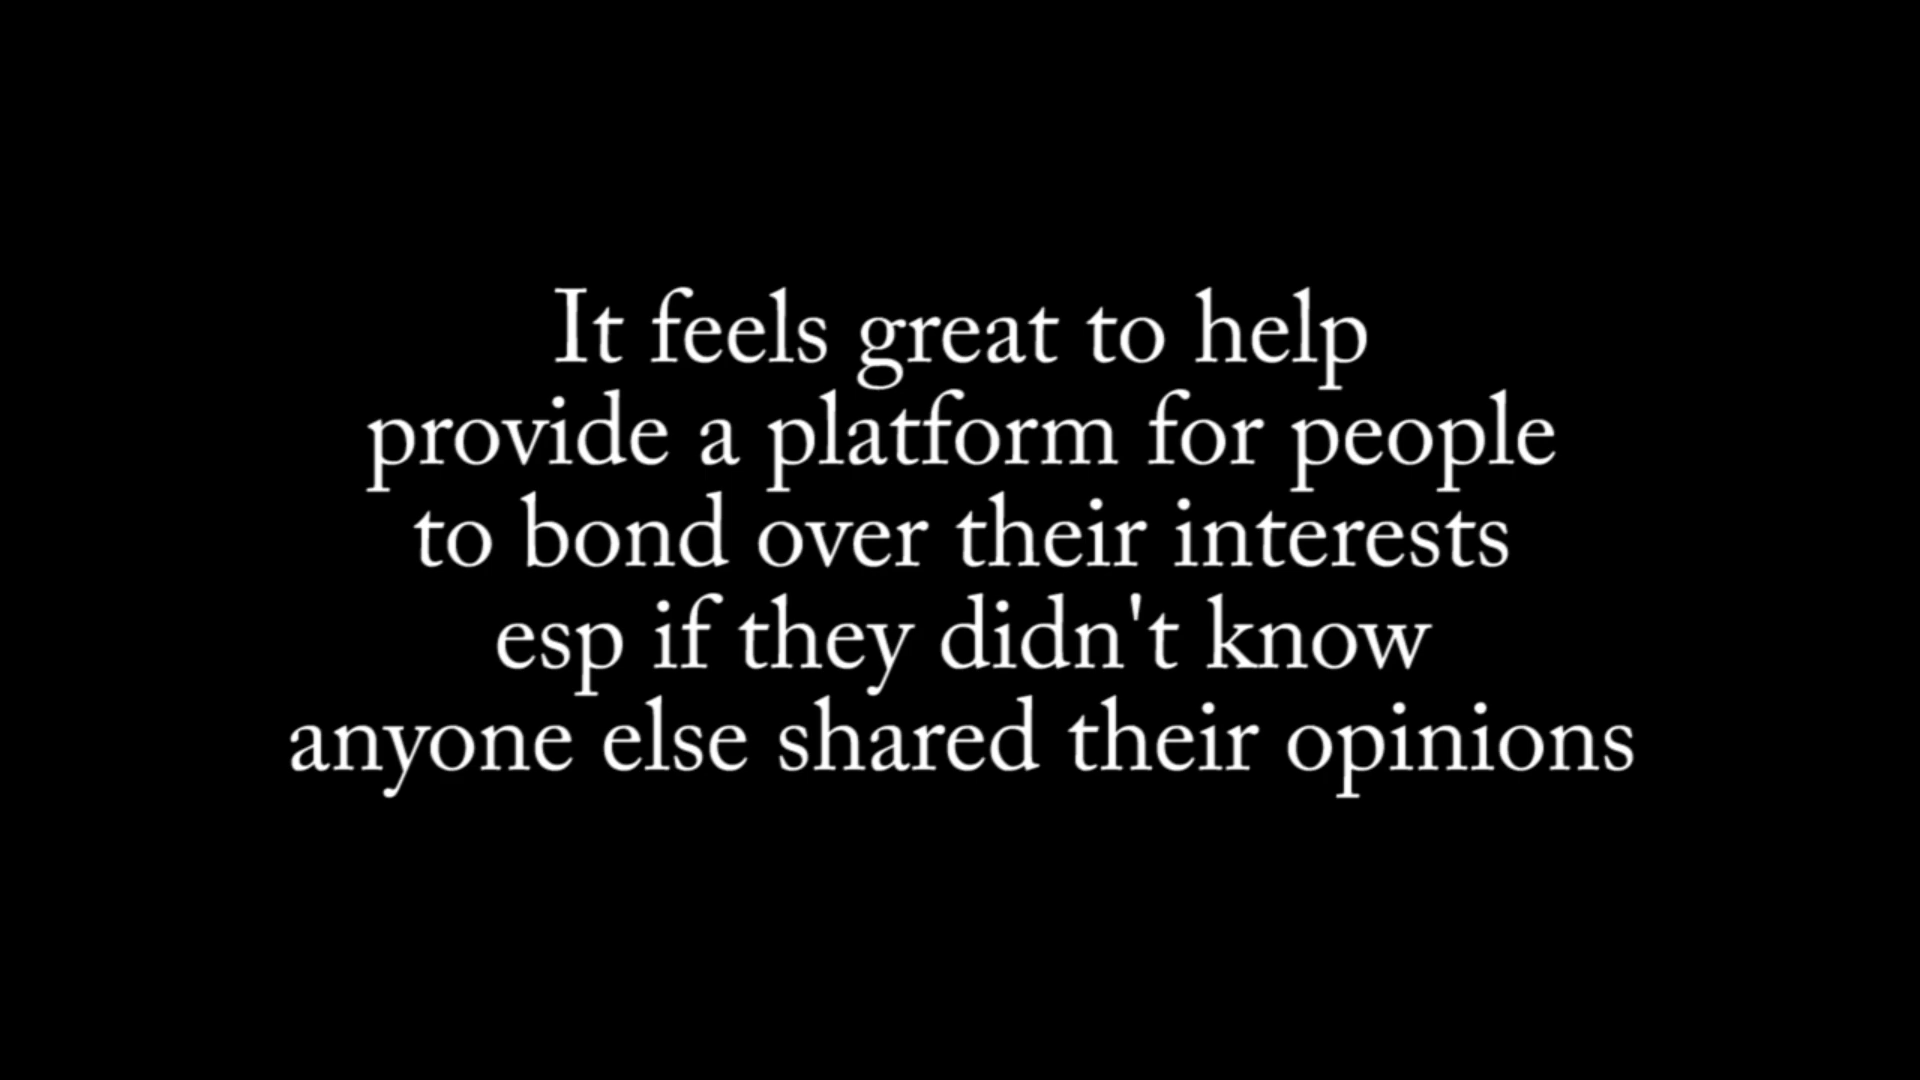 It feels great to help
provide a platform for people
to bond over their interests
esp if they didn't know
anyone else shared their opinions